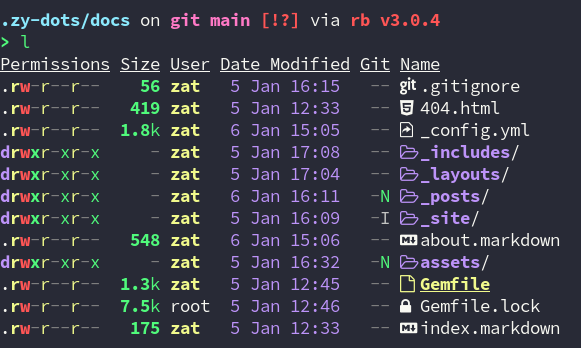 .zy-dots/docs on git main [!?] via rb v3.0.4
> l
Permissions Size User Date Modified Git Name
.rw-r--r-- 56 zat 5 Jan 16:15 -- git .gitignore
.rw-r--r-- 419 zat 5 Jan 12:33 -- 404.html
.rw-r--r-- 1.8k zat 6 Jan 15:05 -- _config.yml
drwxr-xr-x - zat 5 Jan 17:08 -- _includes/
drwxr-xr-x - zat 5 Jan 17:04 -- _layouts/
drwxr-xr-x - zat 6 Jan 16:11 -N _posts/
drwxr-xr-x - zat 5 Jan 16:09 -I _site/
.rw-r--r-- 548 zat 6 Jan 15:06 -- about.markdown
drwxr-xr-x - zat 5 Jan 16:32 -N assets/
.rw-r--r-- 1.3k zat 5 Jan 12:45 -- Gemfile
.rw-r--r-- 7.5k root 5 Jan 12:46 -- Gemfile.lock
.rw-r--r-- 175 zat 5 Jan 12:33 -- index.markdown